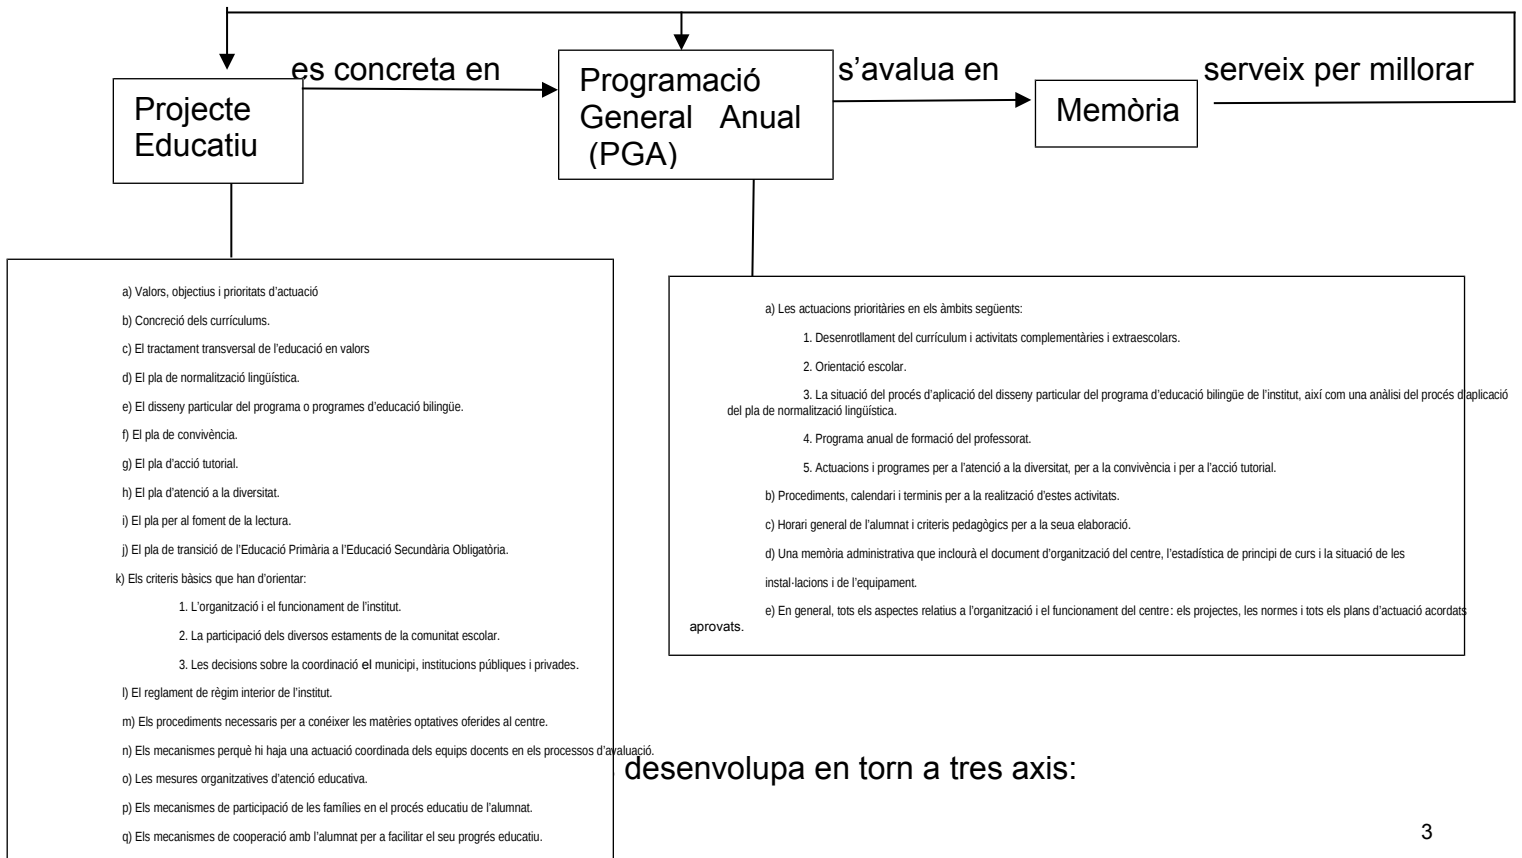 es concreta en
s’avalua en
serveix per millorar
Projecte
Educatiu
Programació
General Anual
(PGA)
Memòria
a) Valors, objectius i prioritats d’actuació
b) Concreció dels currículums.
c) El tractament transversal de l’educació en valors
d) El pla de normalització lingüística.
e) El disseny particular del programa o programes d’educació bilingüe.
f) El pla de convivència.
g) El pla d’acció tutorial.
h) El pla d’atenció a la diversitat.
i) El pla per al foment de la lectura.
j) El pla de transició de l’Educació Primària a l’Educació Secundària Obligatòria.
k) Els criteris bàsics que han d’orientar:
1. L’organització i el funcionament de l’institut.
2. La participació dels diversos estaments de la comunitat escolar.
3. Les decisions sobre la coordinació el municipi, institucions públiques i privades.
l) El reglament de règim interior de l’institut.
m) Els procediments necessaris per a conéixer les matèries optatives oferides al centre.
n) Els mecanismes perquè hi haja una actuació coordinada dels equips docents en els processos d’avaluació.
o) Les mesures organitzatives d’atenció educativa.
p) Els mecanismes de participació de les famílies en el procés educatiu de l’alumnat.
q) Els mecanismes de cooperació amb l’alumnat per a facilitar el seu progrés educatiu.
a) Les actuacions prioritàries en els àmbits següents:
1. Desenrotllament del currículum i activitats complementàries i extraescolars.
2. Orientació escolar.
3. La situació del procés d’aplicació del disseny particular del programa d’educació bilingüe de l’institut, així com una anàlisi del procés d’aplicació
del pla de normalització lingüística.
4. Programa anual de formació del professorat.
5. Actuacions i programes per a l’atenció a la diversitat, per a la convivència i per a l’acció tutorial.
b) Procediments, calendari i terminis per a la realització d’estes activitats.
c) Horari general de l’alumnat i criteris pedagògics per a la seua elaboració.
d) Una memòria administrativa que inclourà el document d’organització del centre, l’estadística de principi de curs i la situació de les
instal·lacions i de l’equipament.
e) En general, tots els aspectes relatius a l’organització i el funcionament del centre: els projectes, les normes i tots els plans d’actuació acordats
aprovats.
desenvolupa en torn a tres axis:
3